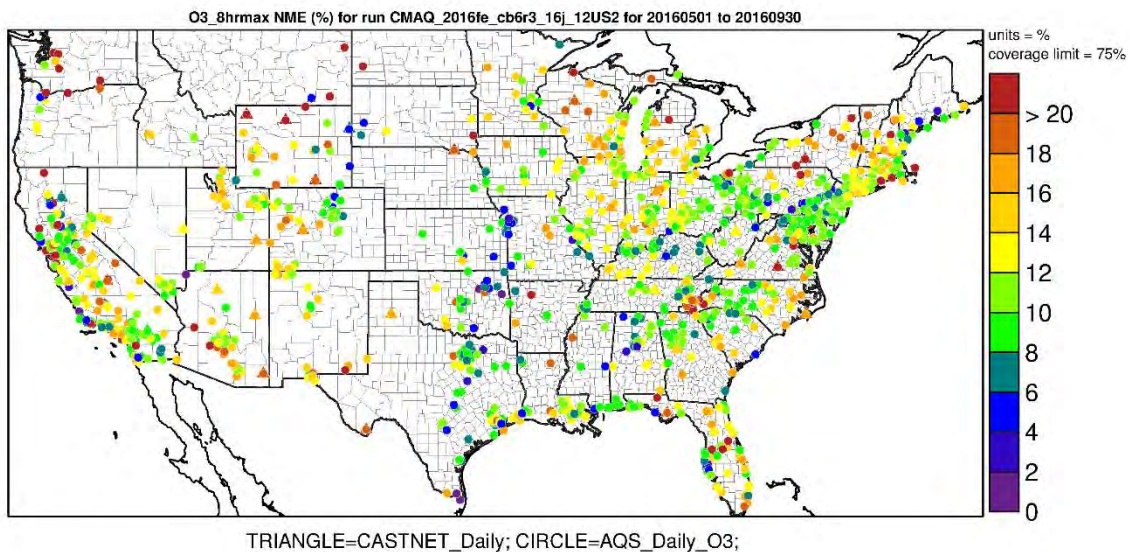 O3_8hrmax NME (%) for run CMAQ_2016fe_cb6r3_16j_12US2 for 20160501 to 20160930
units = %
coverage limit = 75%
> 20
18
16
14
12
10
8
6
4
2
0
TRIANGLE=CASTNET_Daily; CIRCLE=AQS_Daily_O3;